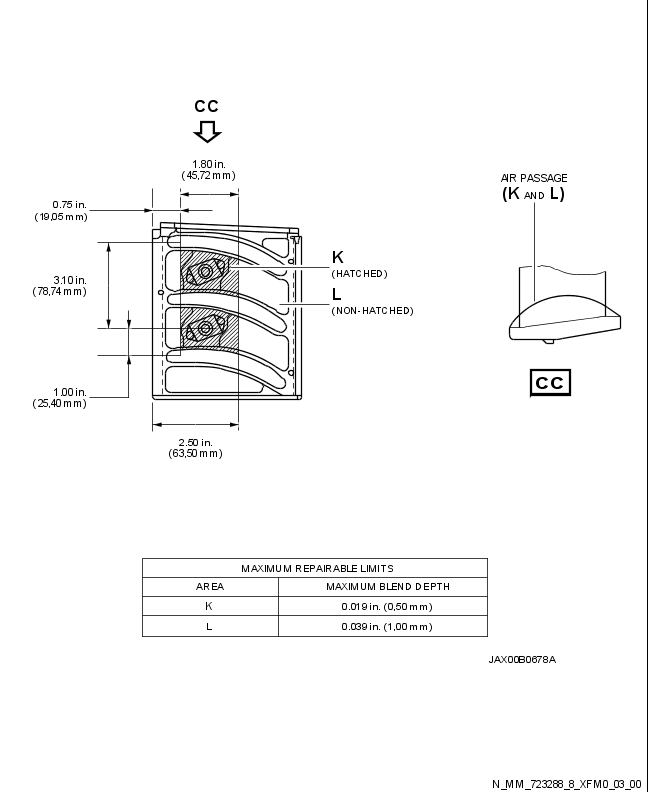 CC
1.80 in.
(45,72 mm)
0.75 in.
(19,05 mm)
AIR PASSAGE
(K AND L)
K
(HATCHED)
3.10 in.
(78,74 mm)
L
(NON-HATCHED)
CC
1.00 in.
(25,40 mm)
2.50 in.
(63,50 mm)
MAXIMUM REPAIRABLE LIMITS
AREA MAXIMUM BLEND DEPTH
K 0.019 in. (0,50 mm)
L 0.039 in. (1,00 mm)
JAX00B0678A
N_MM_723288_8_XFM0_03_00